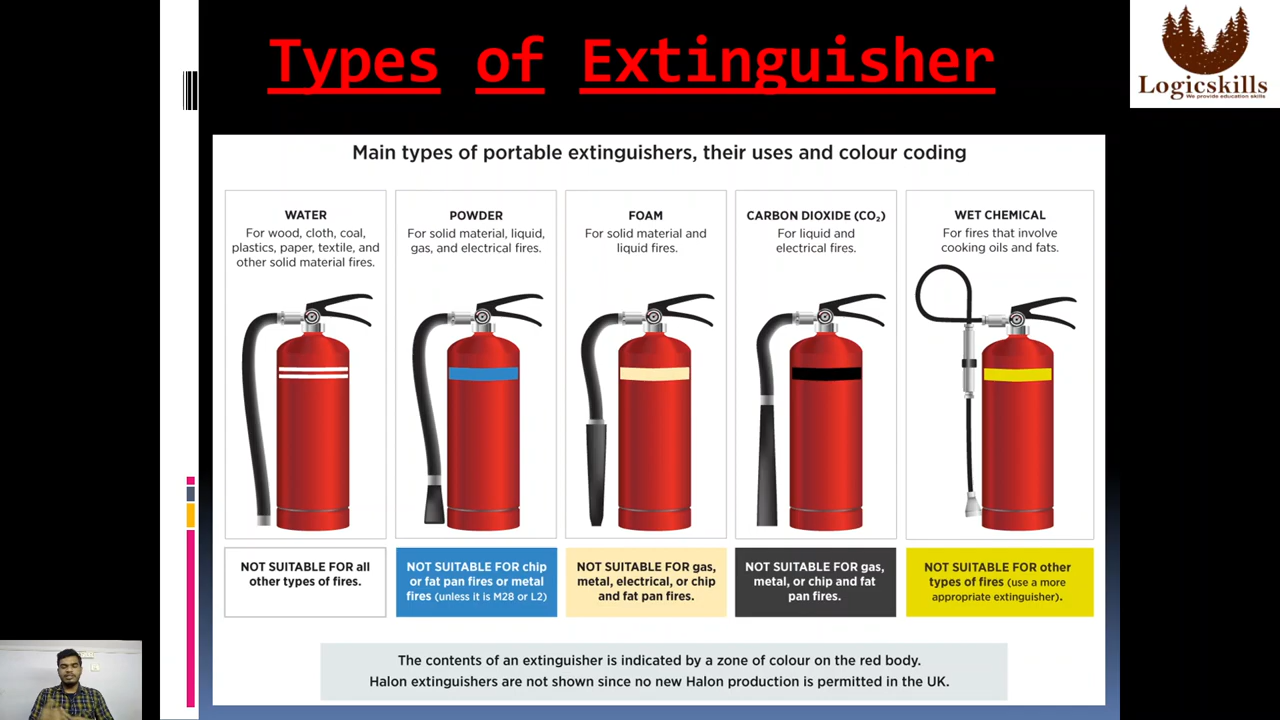 Types of Extinguisher
Logicskills
We provide education skills
Main types of portable extinguishers, their uses and colour coding
WATER
For wood, cloth, coal,
plastics, paper, textile, and
other solid material fires.
POWDER
For solid material, liquid,
gas, and electrical fires.
FOAM
For solid material and
liquid fires.
CARBON DIOXIDE (CO₂)
For liquid and
electrical fires.
WET CHEMICAL
For fires that involve
cooking oils and fats.
NOT SUITABLE FOR all
other types of fires.
NOT SUITABLE FOR chip
or fat pan fires or metal
fires (unless it is M28 or L2)
NOT SUITABLE FOR gas,
metal, electrical, or chip
and fat pan fires.
NOT SUITABLE FOR gas,
metal, or chip and fat
pan fires.
NOT SUITABLE FOR other
types of fires (use a more
appropriate extinguisher).
The contents of an extinguisher is indicated by a zone of colour on the red body.
Halon extinguishers are not shown since no new Halon production is permitted in the UK.